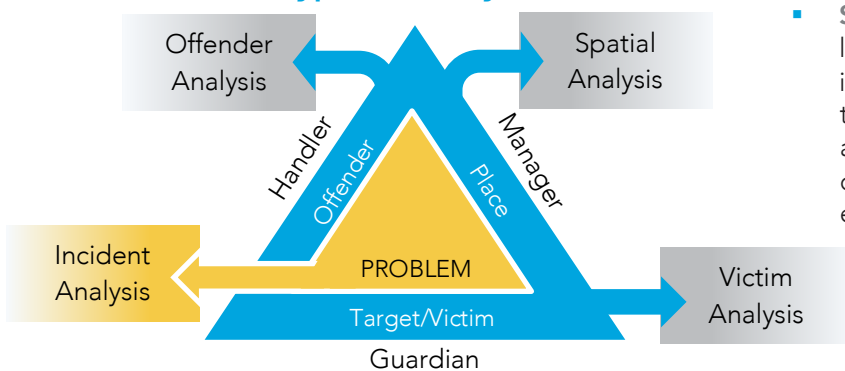 Offender
Analysis
Spatial
Analysis
Handler
Manager
Offender
Place
Incident
Analysis
PROBLEM
Target/Victim
Victim
Analysis
Guardian